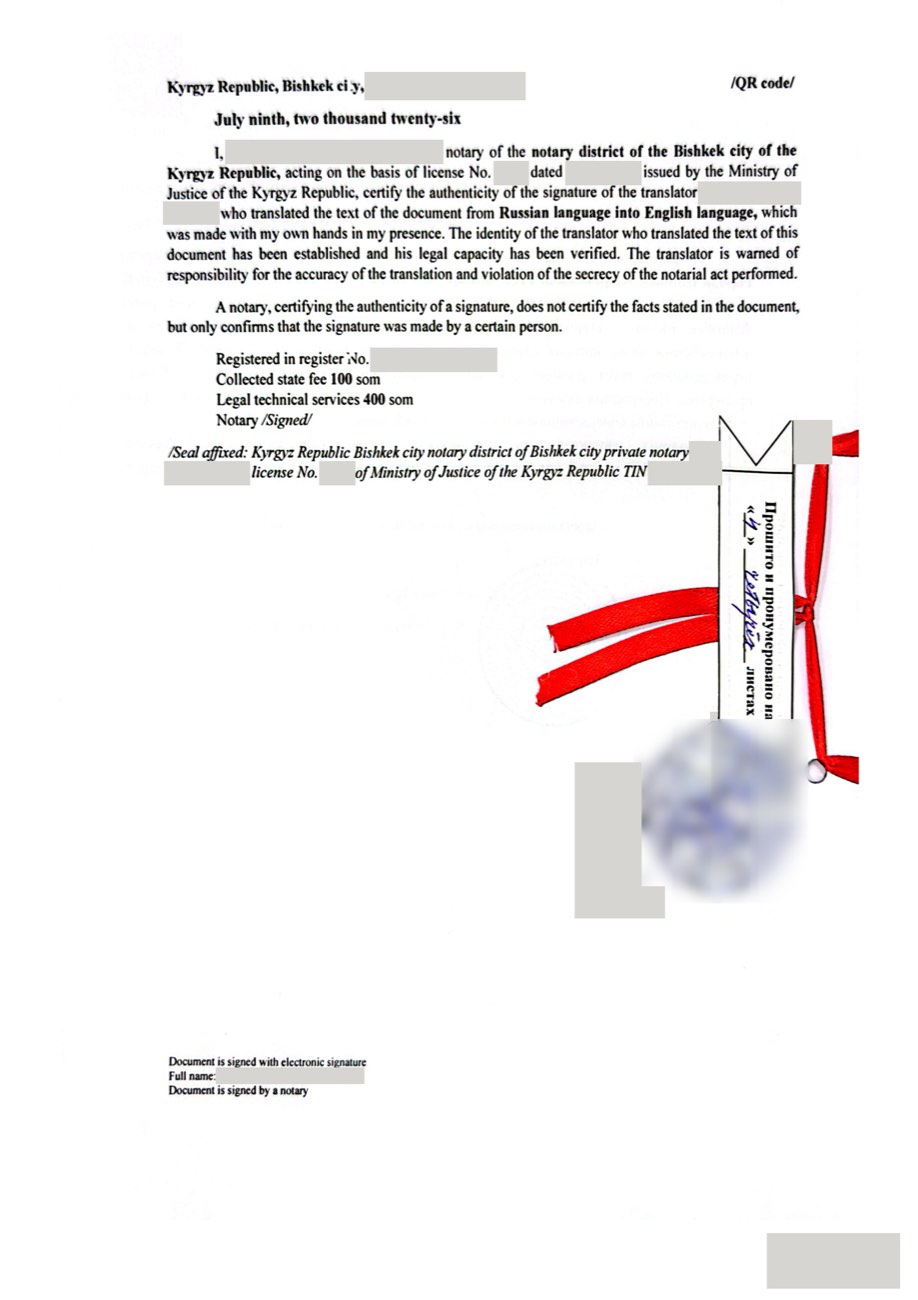 Kyrgyz Republic, Bishkek city,
/QR code/
July ninth, two thousand twenty-six
I, notary of the notary district of the Bishkek city of the
Kyrgyz Republic, acting on the basis of license No. dated issued by the Ministry of
Justice of the Kyrgyz Republic, certify the authenticity of the signature of the translator
who translated the text of the document from Russian language into English language, which
was made with my own hands in my presence. The identity of the translator who translated the text of this
document has been established and his legal capacity has been verified. The translator is warned of
responsibility for the accuracy of the translation and violation of the secrecy of the notarial act performed.
A notary, certifying the authenticity of a signature, does not certify the facts stated in the document,
but only confirms that the signature was made by a certain person.
Registered in register No.
Collected state fee 100 som
Legal technical services 400 som
Notary /Signed/
/Seal affixed: Kyrgyz Republic Bishkek city notary district of Bishkek city private notary
license No. of Ministry of Justice of the Kyrgyz Republic TIN
Прошито и пронумеровано на
«4» четырёх листах
Document is signed with electronic signature
Full name:
Document is signed by a notary